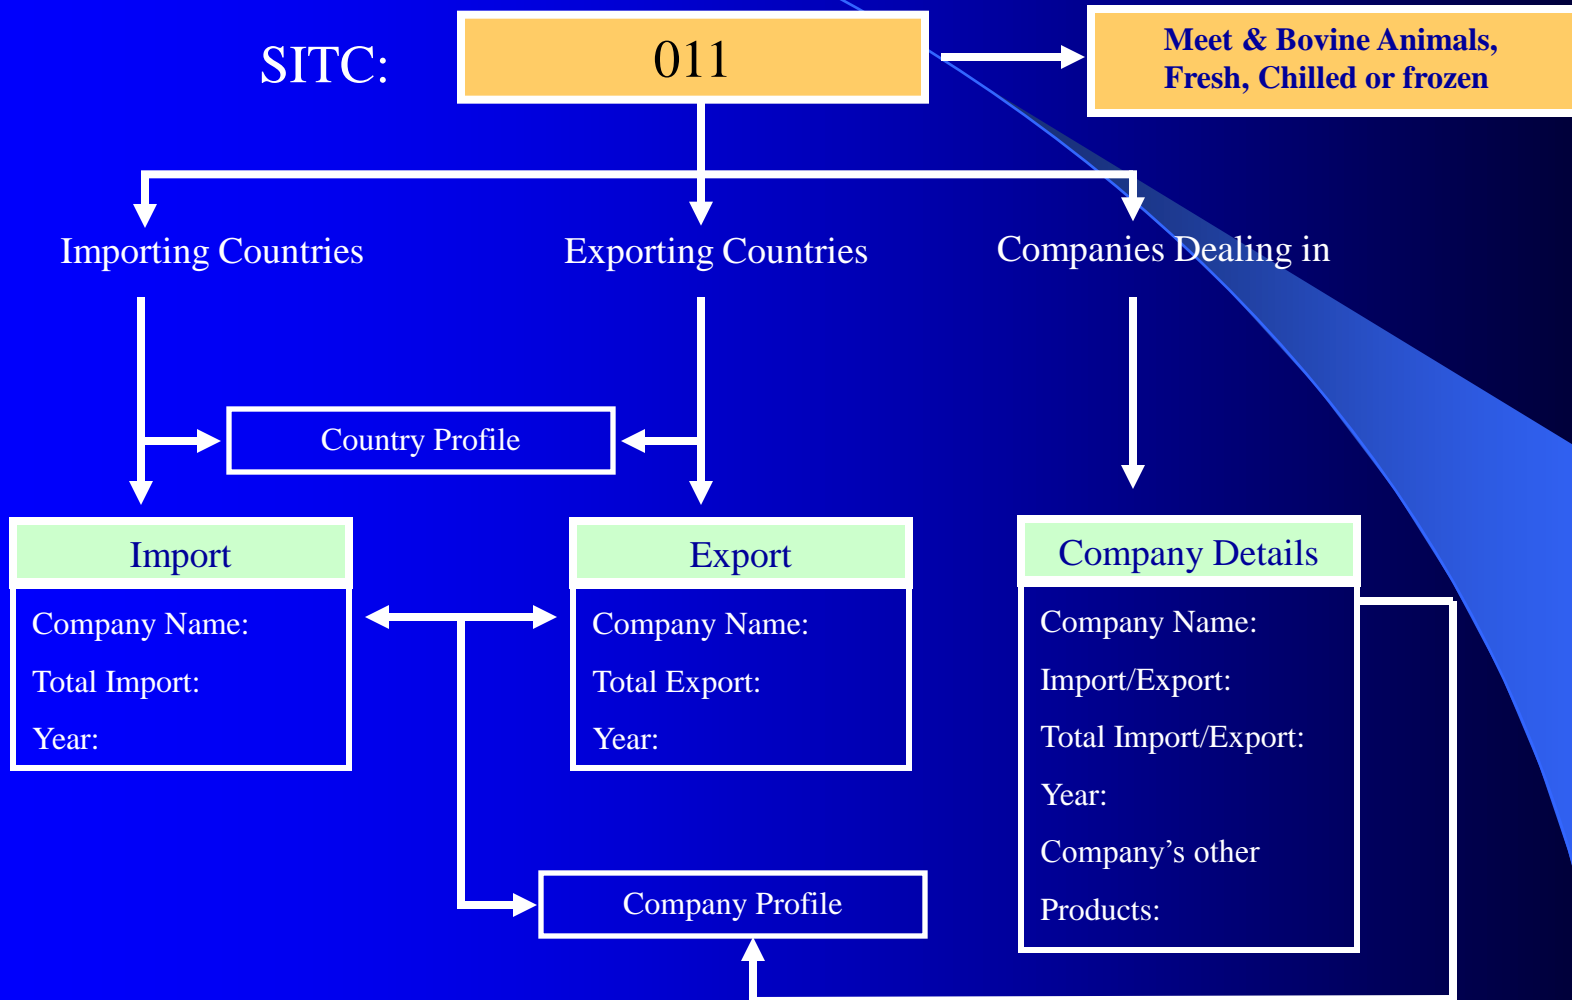 SITC:
011
Meet & Bovine Animals,
Fresh, Chilled or frozen
Importing Countries
Exporting Countries
Companies Dealing in
Country Profile
Import
Company Name:
Total Import:
Year:
Export
Company Name:
Total Export:
Year:
Company Details
Company Name:
Import/Export:
Total Import/Export:
Year:
Company’s other
Products:
Company Profile